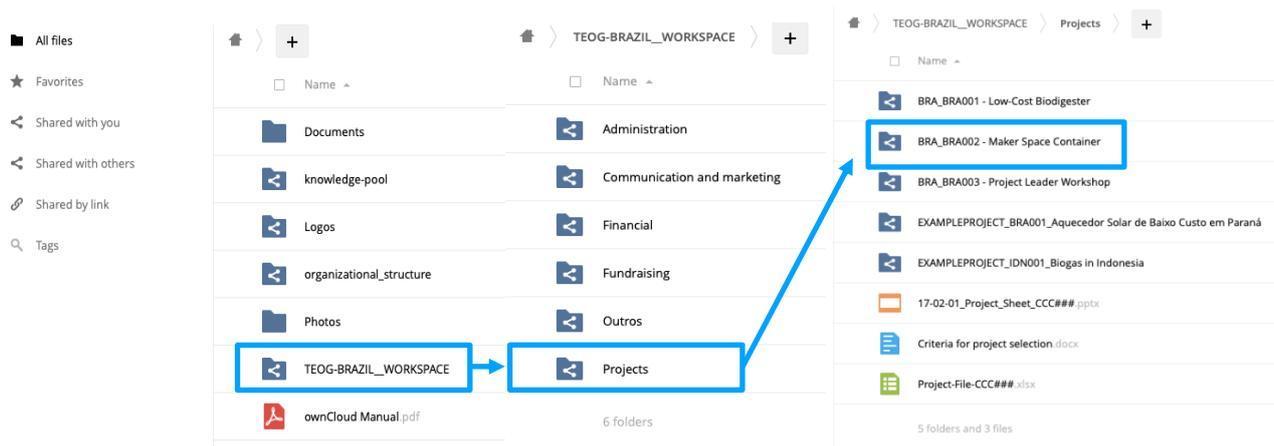 All files
Favorites
Shared with you
Shared with others
Shared by link
Tags
Name
Documents
knowledge-pool
Logos
organizational_structure
Photos
TEOG-BRAZIL__WORKSPACE
ownCloud Manual.pdf
TEOG-BRAZIL__WORKSPACE
Name
Administration
Communication and marketing
Financial
Fundraising
Outros
Projects
6 folders
TEOG-BRAZIL__WORKSPACE Projects
Name
BRA_BRA001 - Low-Cost Biodigester
BRA_BRA002 - Maker Space Container
BRA_BRA003 - Project Leader Workshop
EXAMPLEPROJECT_BRA001_Aquecedor Solar de Baixo Custo em Paraná
EXAMPLEPROJECT_IDN001_Biogas in Indonesia
17-02-01_Project_Sheet_CCC###.pptx
Criteria for project selection.docx
Project-File-CCC###.xlsx
5 folders and 3 files